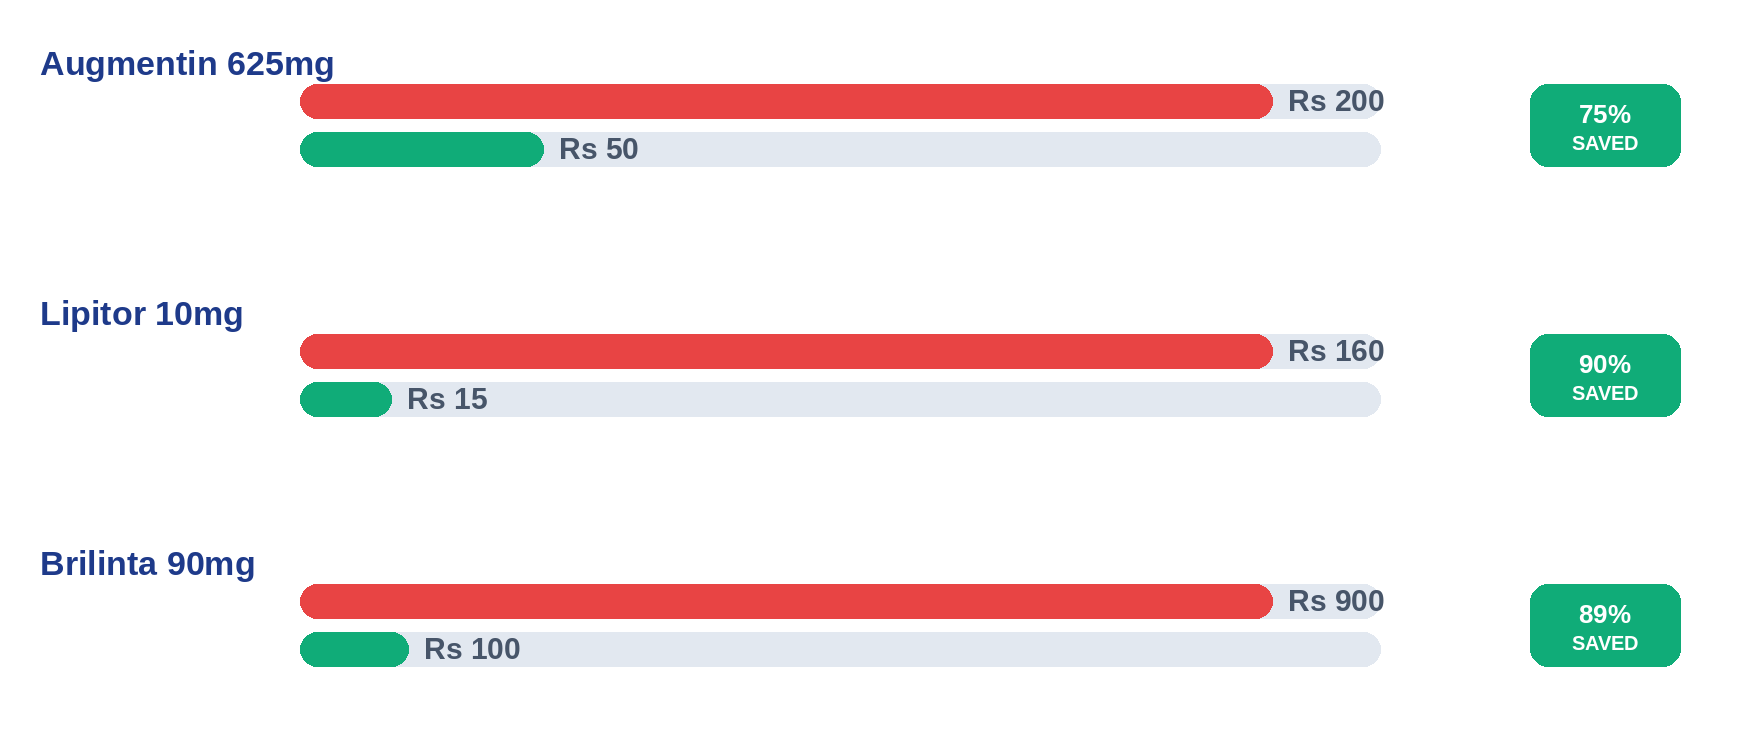 Augmentin 625mg
Rs 200
Rs 50
75%
SAVED
Lipitor 10mg
Rs 160
Rs 15
90%
SAVED
Brilinta 90mg
Rs 900
Rs 100
89%
SAVED